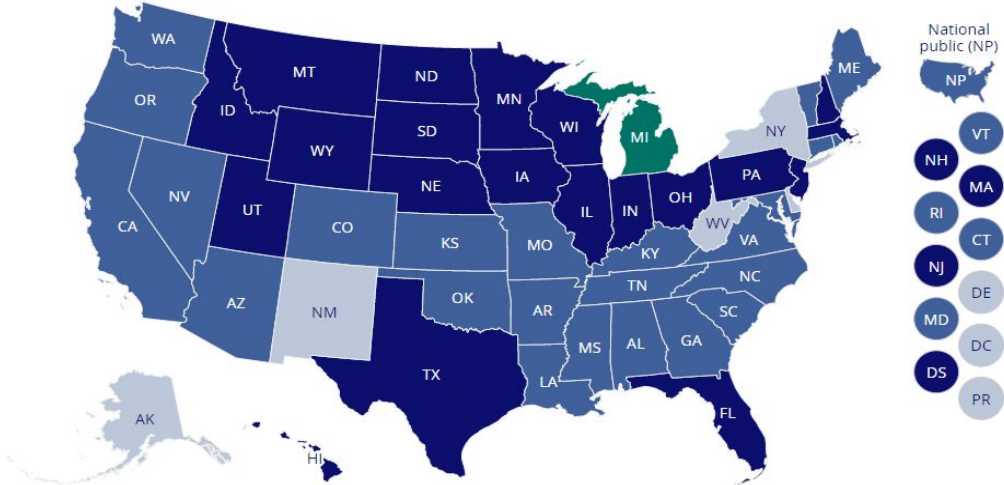 National
public (NP)
NP
WA
MT
ND
MN
ME
OR
ID
WY
SD
WI
MI
NY
VT
NH
NV
UT
NE
IA
PA
MA
CA
CO
KS
MO
IL
IN
OH
WV
VA
KY
RI
CT
AZ
NM
OK
AR
TN
NC
NJ
TX
LA
MS
AL
GA
SC
DE
MD
DC
AK
HI
FL
DS
PR